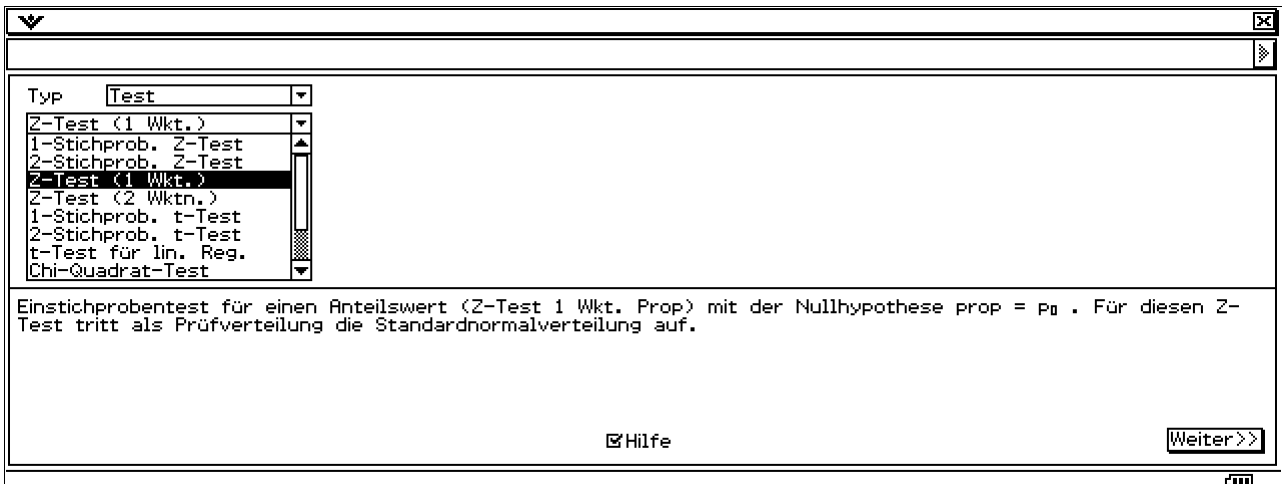 Typ Test
Z-Test (1 Wkt.)
1-Stichprob. Z-Test
2-Stichprob. Z-Test
Z-Test (1 Wkt.)
Z-Test (2 Wktn.)
1-Stichprob. t-Test
2-Stichprob. t-Test
t-Test für lin. Reg.
Chi-Quadrat-Test
Einstichprobentest für einen Anteilswert (Z-Test 1 Wkt. Prop) mit der Nullhypothese prop = p₀ . Für diesen Z-
Test tritt als Prüfverteilung die Standardnormalverteilung auf.
Hilfe
Weiter>>